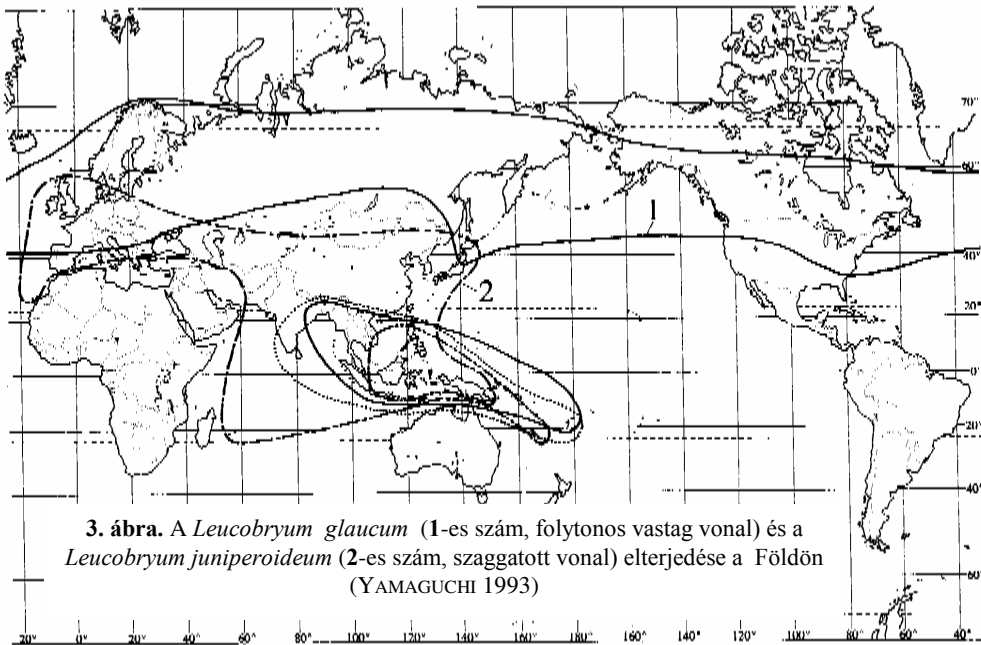 1
2
70°
60°
40°
20°
0°
20°
40°
60°
3. ábra. A Leucobryum glaucum (1-es szám, folytonos vastag vonal) és a
Leucobryum juniperoideum (2-es szám, szaggatott vonal) elterjedése a Földön
(YAMAGUCHI 1993)
20° 0° 20° 40° 60° 80° 100° 120° 140° 160° 180° 160° 140° 120° 100° 80° 60° 40°